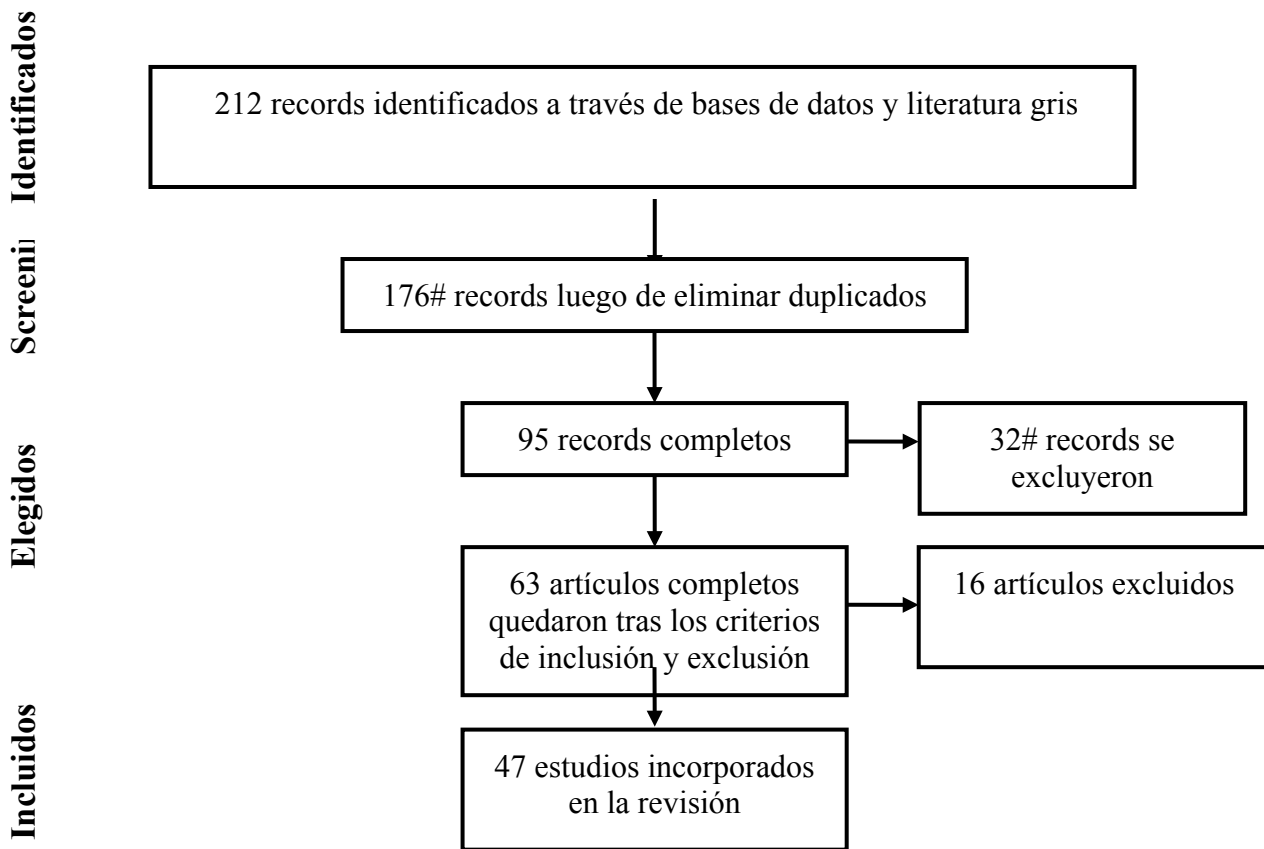 Identificados
212 records identificados a través de bases de datos y literatura gris
Screeni
176# records luego de eliminar duplicados
Elegidos
95 records completos
32# records se
excluyeron
63 artículos completos
quedaron tras los criterios
de inclusión y exclusión
16 artículos excluidos
Incluidos
47 estudios incorporados
en la revisión